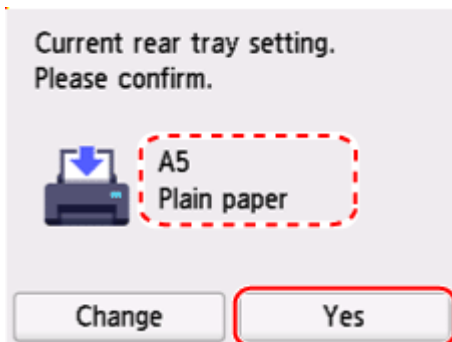 Current rear tray setting.
Please confirm.
A5
Plain paper
Change
Yes